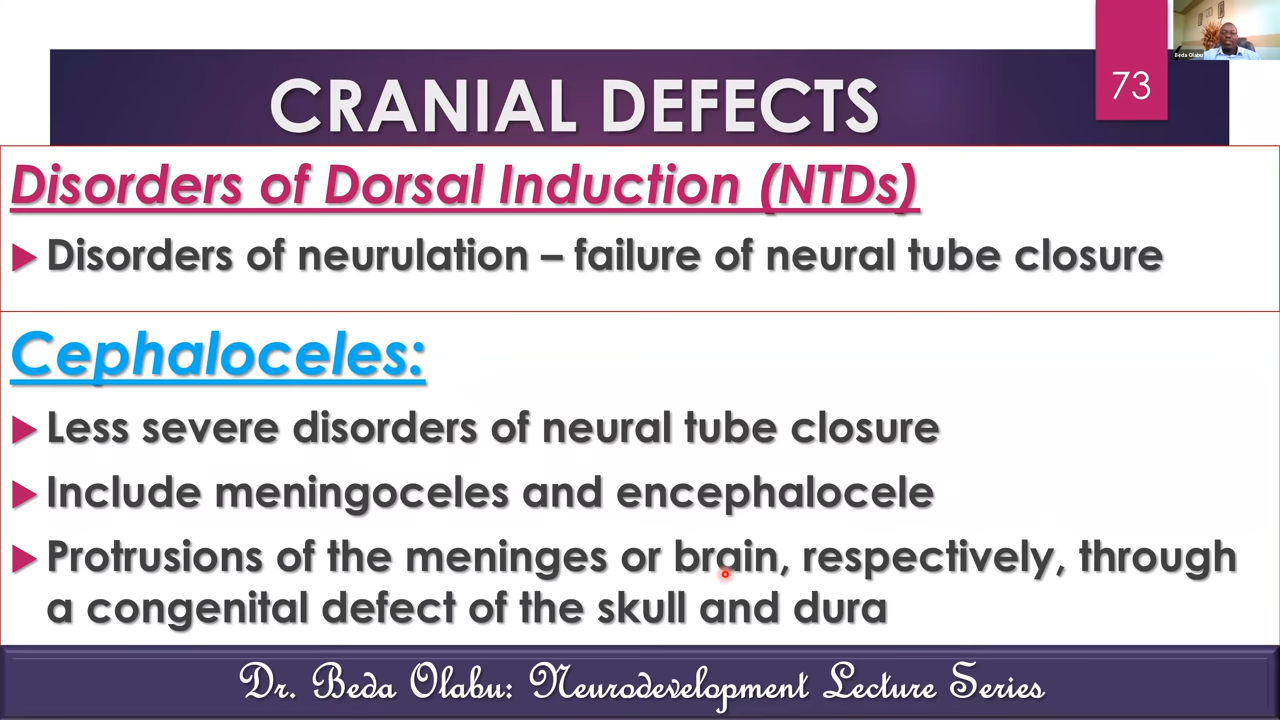 Beda Olabu
73
CRANIAL DEFECTS
Disorders of Dorsal Induction (NTDs)
Disorders of neurulation – failure of neural tube closure
Cephaloceles:
Less severe disorders of neural tube closure
Include meningoceles and encephalocele
Protrusions of the meninges or brain, respectively, through
a congenital defect of the skull and dura
Dr. Beda Olabu: Neurodevelopment Lecture Series